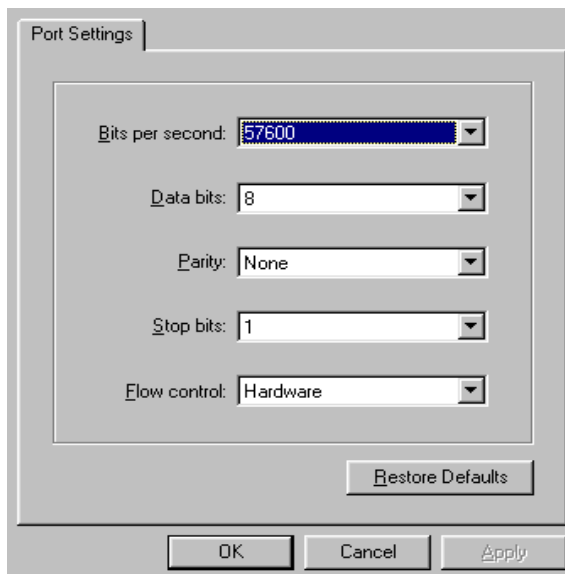 Port Settings
Bits per second: 57600
Data bits: 8
Parity: None
Stop bits: 1
Flow control: Hardware
Restore Defaults
OK Cancel Apply